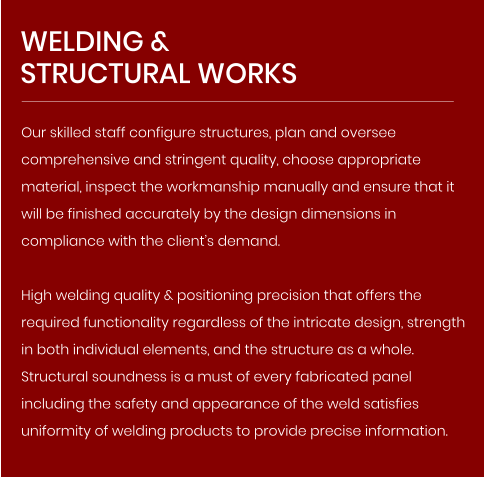 WELDING &
STRUCTURAL WORKS
Our skilled staff configure structures, plan and oversee
comprehensive and stringent quality, choose appropriate
material, inspect the workmanship manually and ensure that it
will be finished accurately by the design dimensions in
compliance with the client's demand.
High welding quality & positioning precision that offers the
required functionality regardless of the intricate design, strength
in both individual elements, and the structure as a whole.
Structural soundness is a must of every fabricated panel
including the safety and appearance of the weld satisfies
uniformity of welding products to provide precise information.